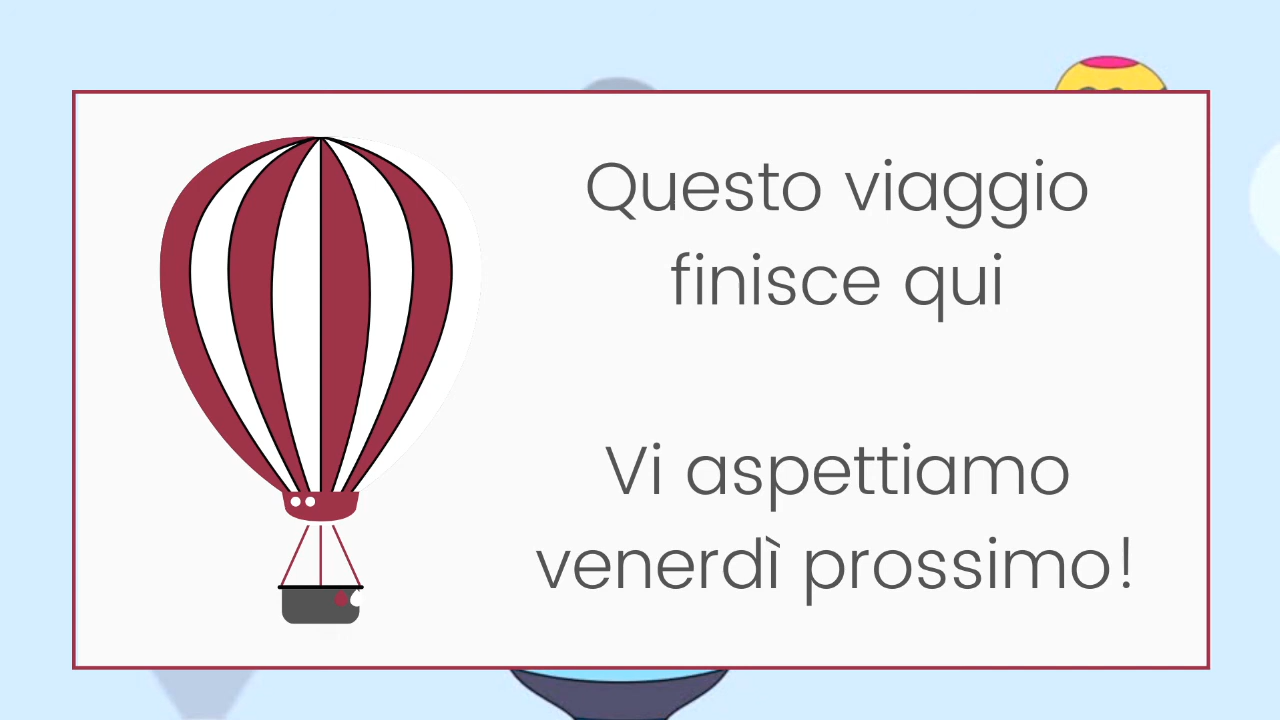 Questo viaggio
finisce qui
Vi aspettiamo
venerdì prossimo!